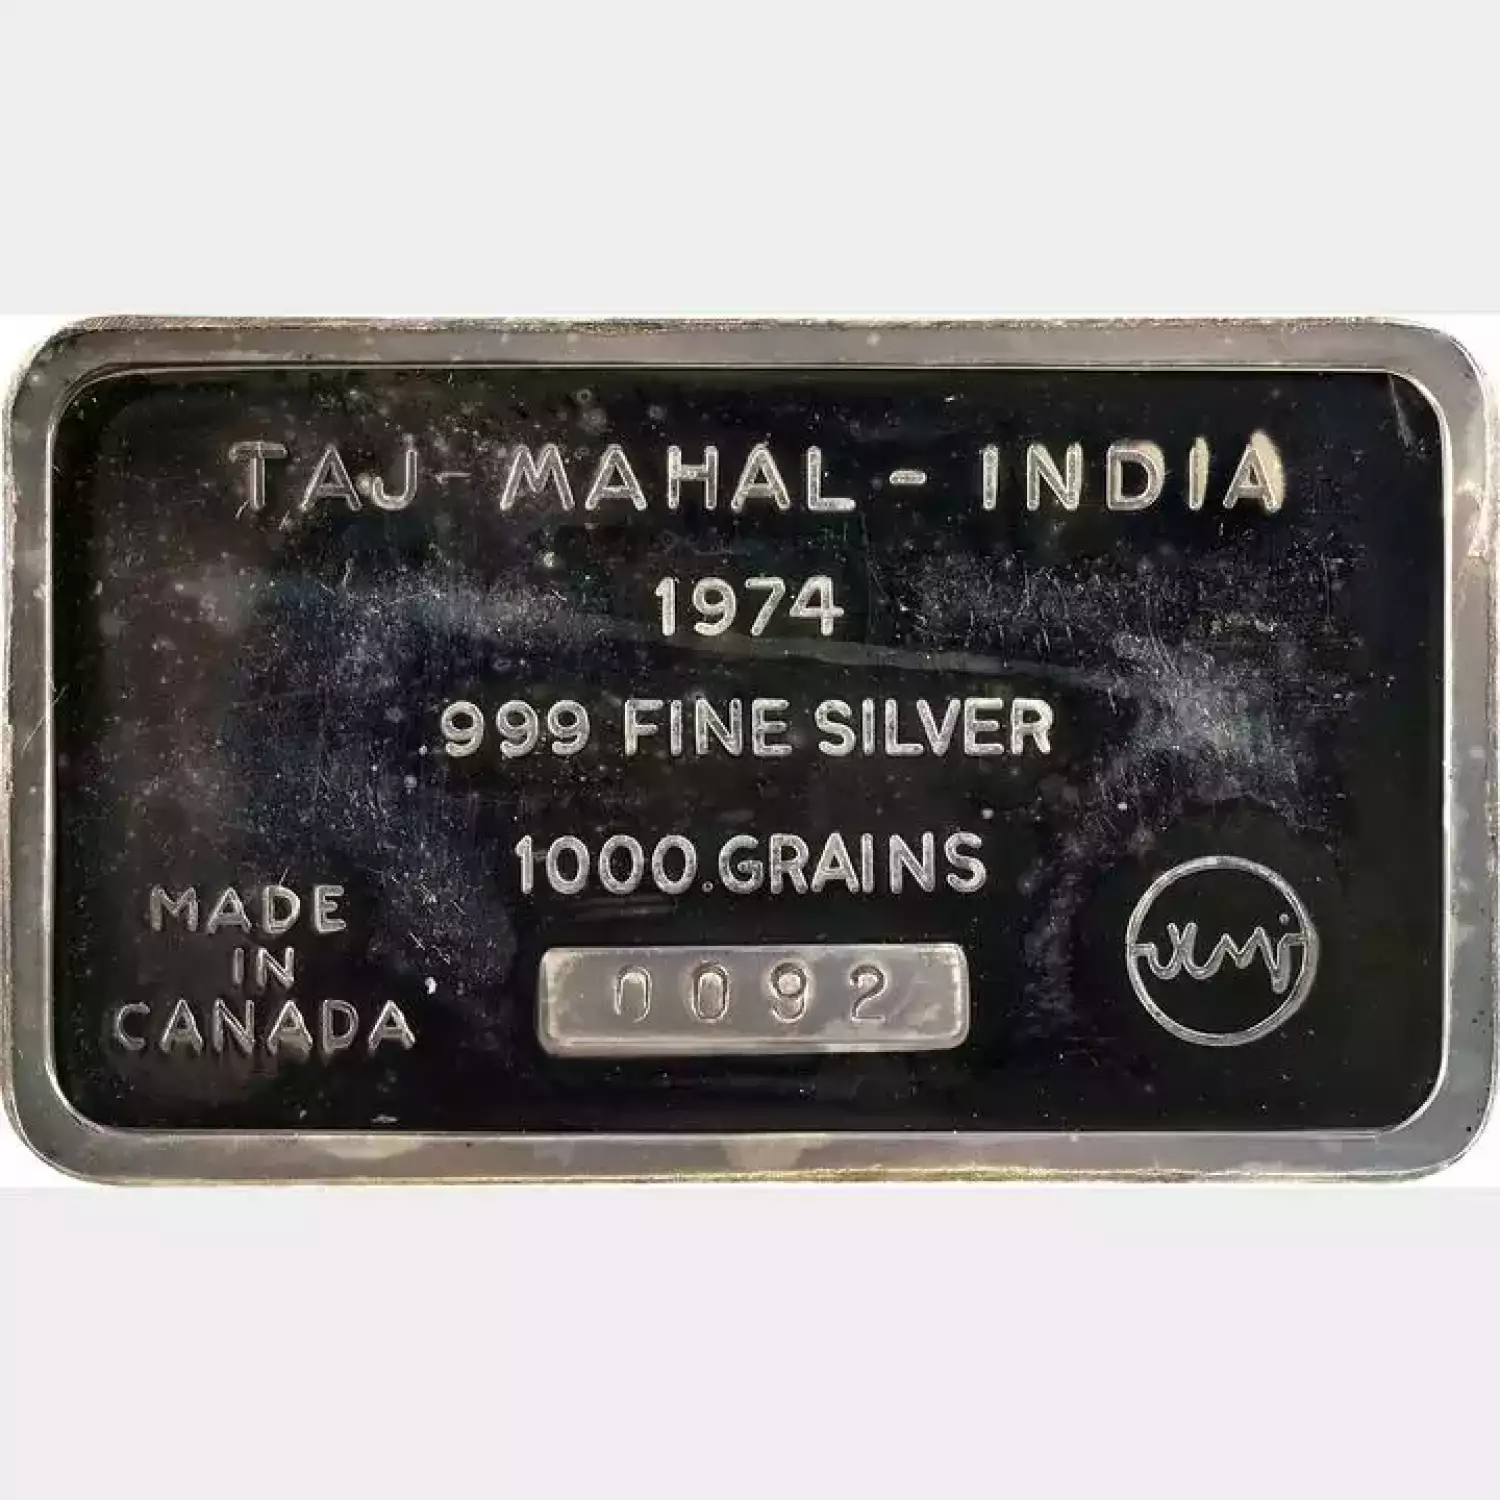 TAJ-MAHAL - INDIA
1974
.999 FINE SILVER
1000.GRAINS
MADE
IN
CANADA
0092